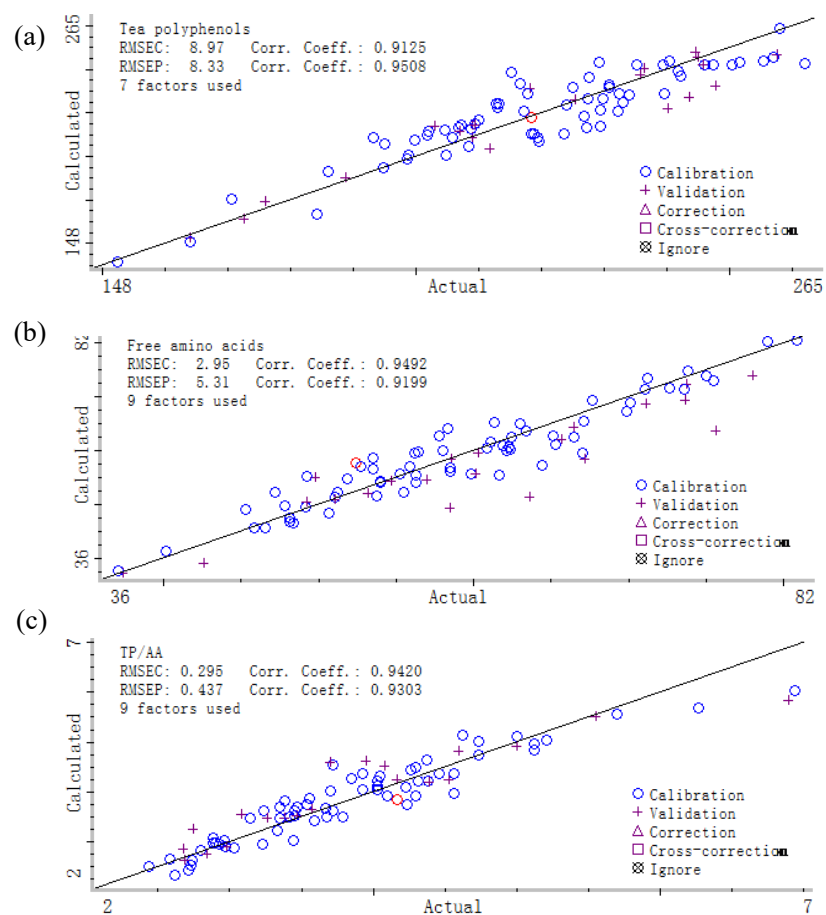 (a)
265
Tea polyphenols
RMSEC: 8.97 Corr. Coeff.: 0.9125
RMSEP: 8.33 Corr. Coeff.: 0.9508
7 factors used
Calculated
148
Calibration
Validation
Correction
Cross-correction
Ignore
148 Actual 265
(b)
82
Free amino acids
RMSEC: 2.95 Corr. Coeff.: 0.9492
RMSEP: 5.31 Corr. Coeff.: 0.9199
9 factors used
Calculated
36
Calibration
Validation
Correction
Cross-correction
Ignore
36 Actual 82
(c)
7
TP/AA
RMSEC: 0.295 Corr. Coeff.: 0.9420
RMSEP: 0.437 Corr. Coeff.: 0.9303
9 factors used
Calculated
2
Calibration
Validation
Correction
Cross-correction
Ignore
2 Actual 7